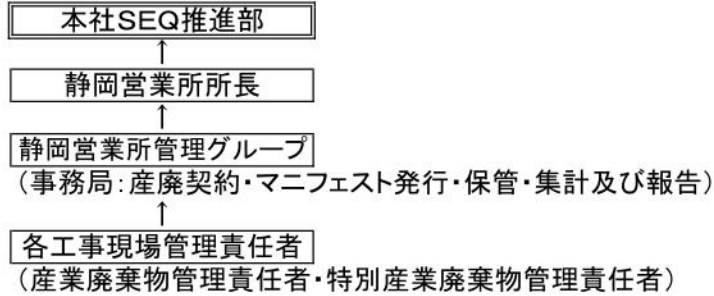 本社SEQ推進部
↑
静岡営業所所長
↑
静岡営業所管理グループ
(事務局:産廃契約・マニフェスト発行・保管・集計及び報告)
↑
各工事現場管理責任者
(産業廃棄物管理責任者・特別産業廃棄物管理責任者)